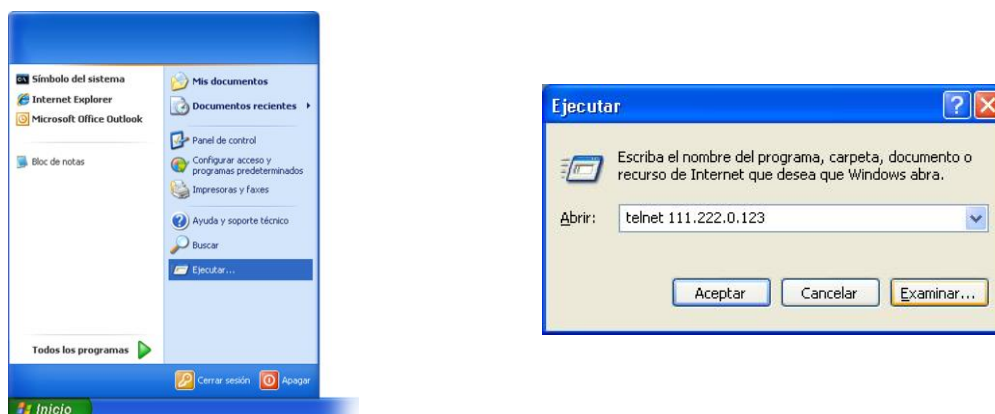 Símbolo del sistema
Internet Explorer
Microsoft Office Outlook
Bloc de notas
Todos los programas
Mis documentos
Documentos recientes
Panel de control
Configurar acceso y
programas predeterminados
Impresoras y faxes
Ayuda y soporte técnico
Buscar
Ejecutar...
Cerrar sesión
Apagar
Inicio
Ejecutar
Escriba el nombre del programa, carpeta, documento o
recurso de Internet que desea que Windows abra.
Abrir:
telnet 111.222.0.123
Aceptar
Cancelar
Examinar...